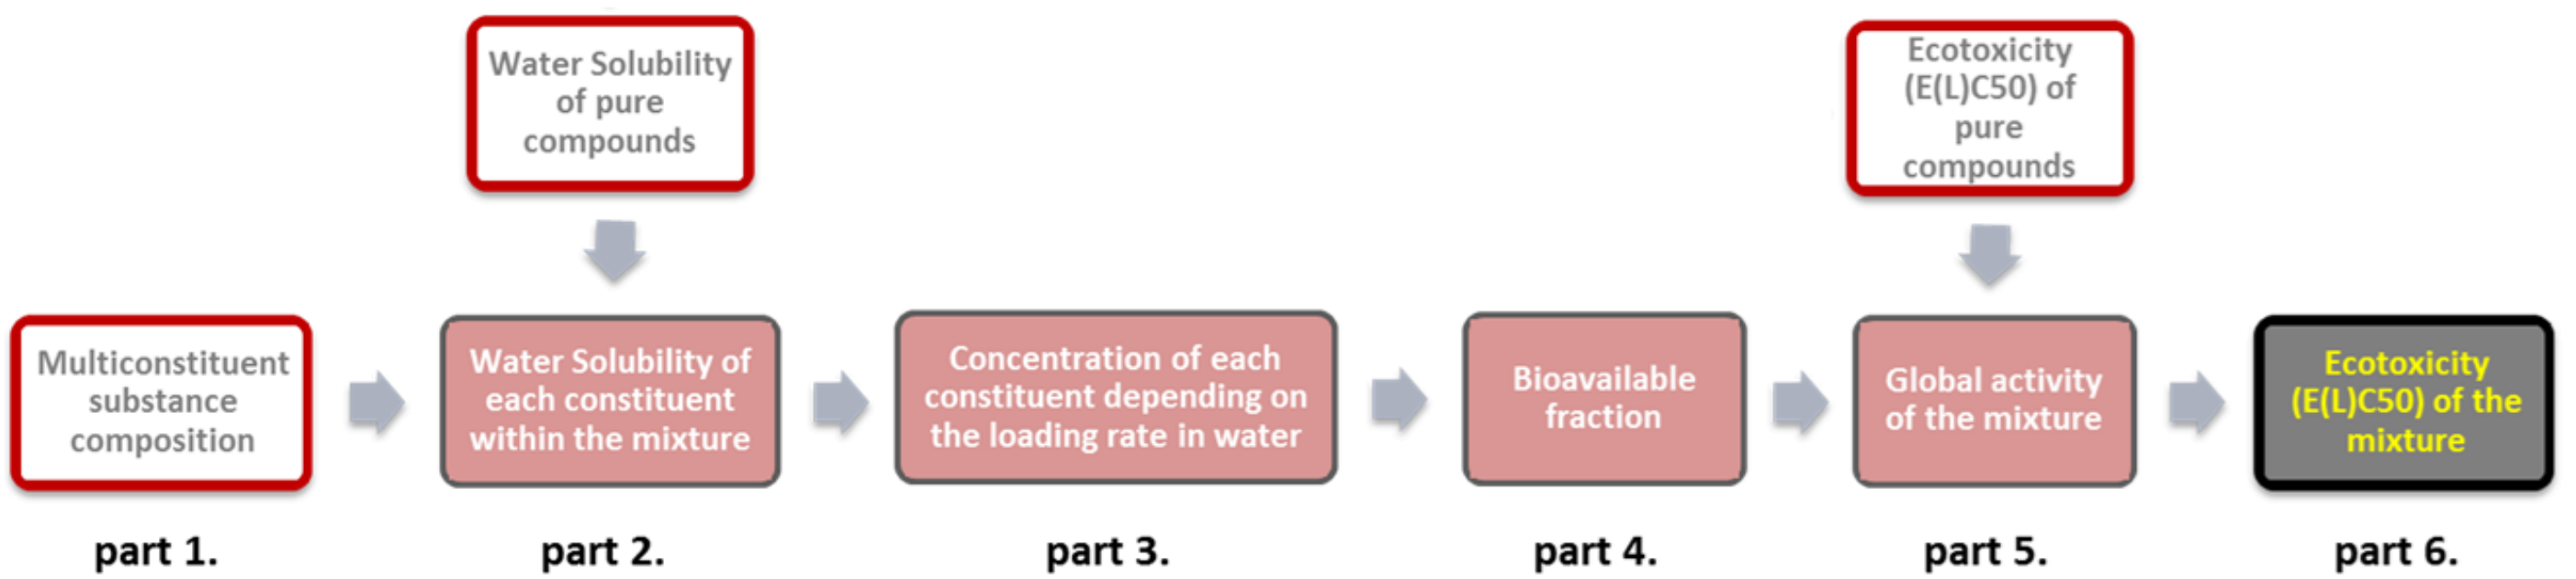 Water Solubility
of pure
compounds
Ecotoxicity
(E(L)C50) of
pure
compounds
Multiconstituent
substance
composition
Water Solubility of
each constituent
within the mixture
Concentration of each
constituent depending on
the loading rate in water
Bioavailable
fraction
Global activity
of the mixture
Ecotoxicity
(E(L)C50) of the
mixture
part 1.
part 2.
part 3.
part 4.
part 5.
part 6.